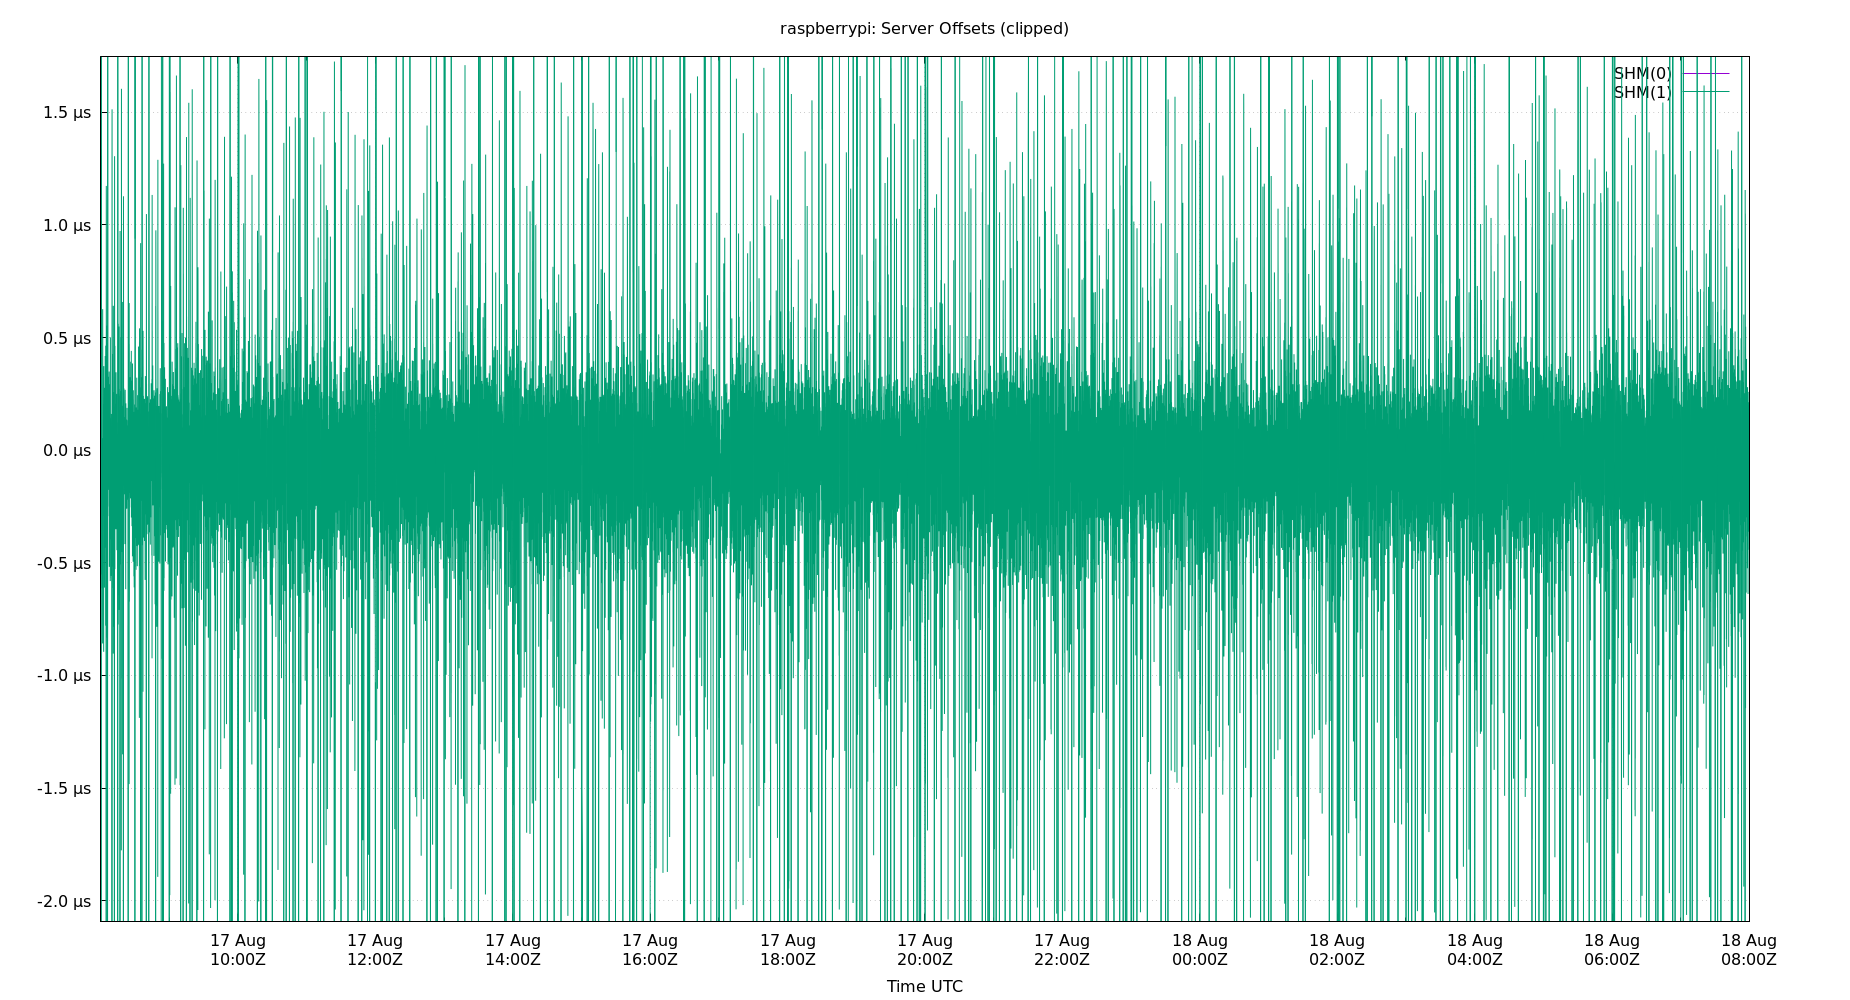 raspberrypi: Server Offsets (clipped)
SHM(0)
SHM(1)
1.5 μs
1.0 μs
0.5 μs
0.0 μs
-0.5 μs
-1.0 μs
-1.5 μs
-2.0 μs
17 Aug 17 Aug 17 Aug 17 Aug 17 Aug 17 Aug 17 Aug 18 Aug 18 Aug 18 Aug 18 Aug 18 Aug
10:00Z 12:00Z 14:00Z 16:00Z 18:00Z 20:00Z 22:00Z 00:00Z 02:00Z 04:00Z 06:00Z 08:00Z
Time UTC